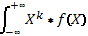 ∫_{-∞}^{+∞} X^k * f(X)